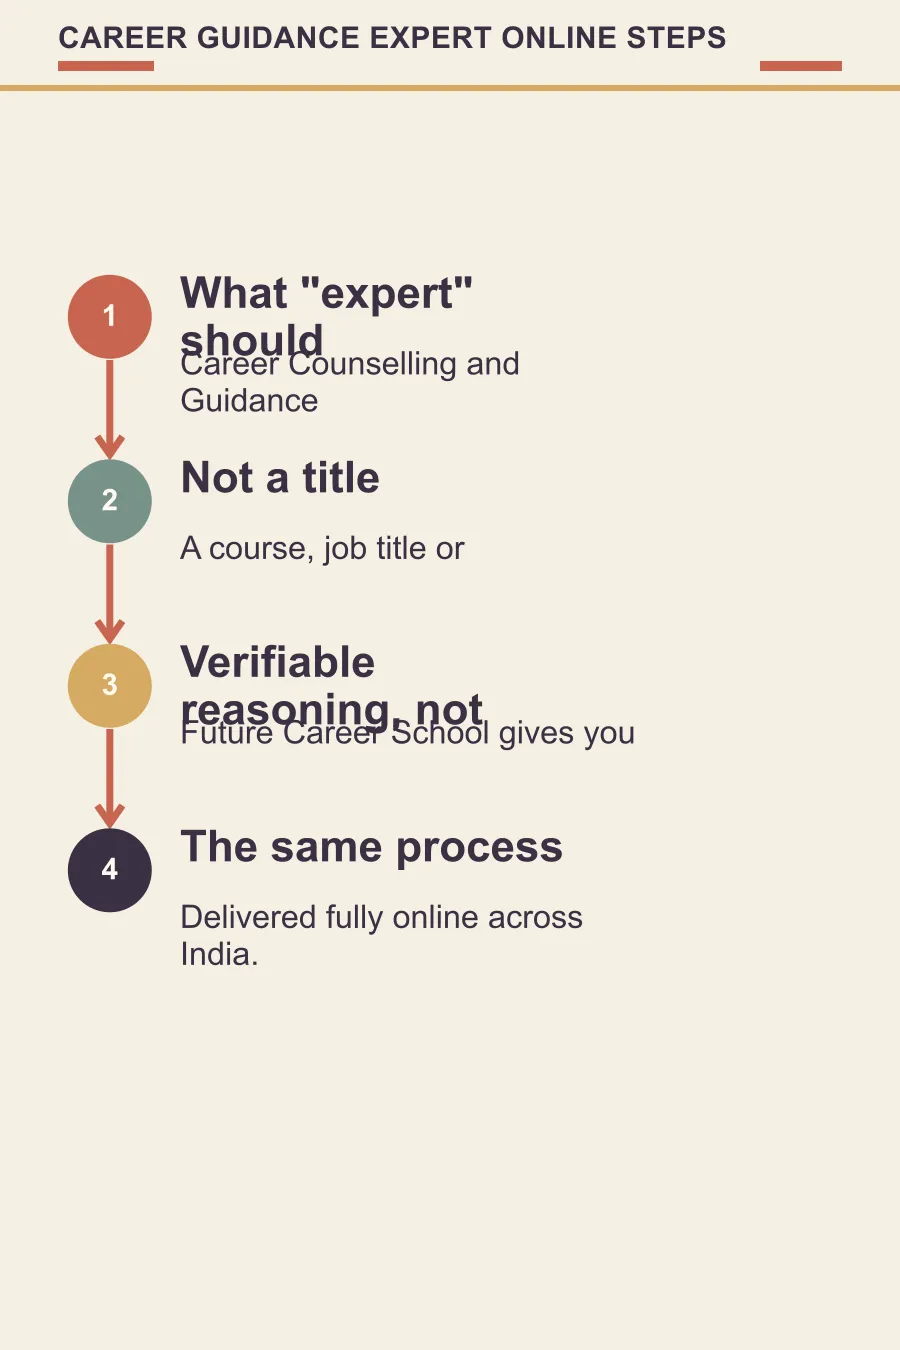 CAREER GUIDANCE EXPERT ONLINE STEPS
1
What "expert"
should
Career Counselling and
Guidance
2
Not a title
A course, job title or
3
Verifiable
reasoning, not
Future Career School gives you
4
The same process
Delivered fully online across
India.